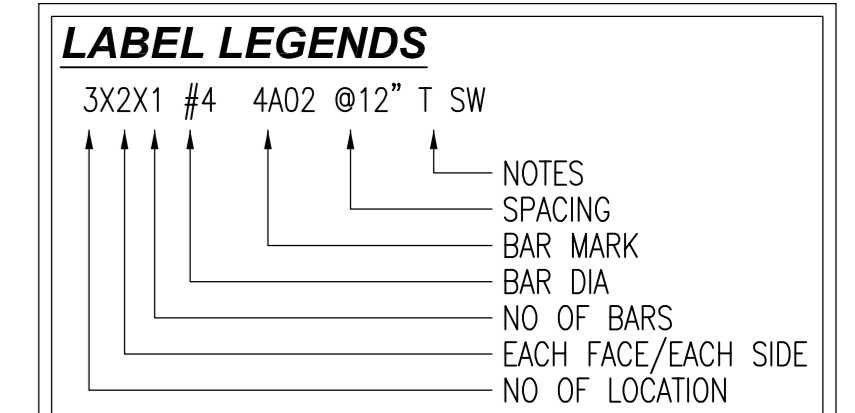 LABEL LEGENDS
3X2X1 #4 4A02 @12" T SW
NOTES
SPACING
BAR MARK
BAR DIA
NO OF BARS
EACH FACE/EACH SIDE
NO OF LOCATION